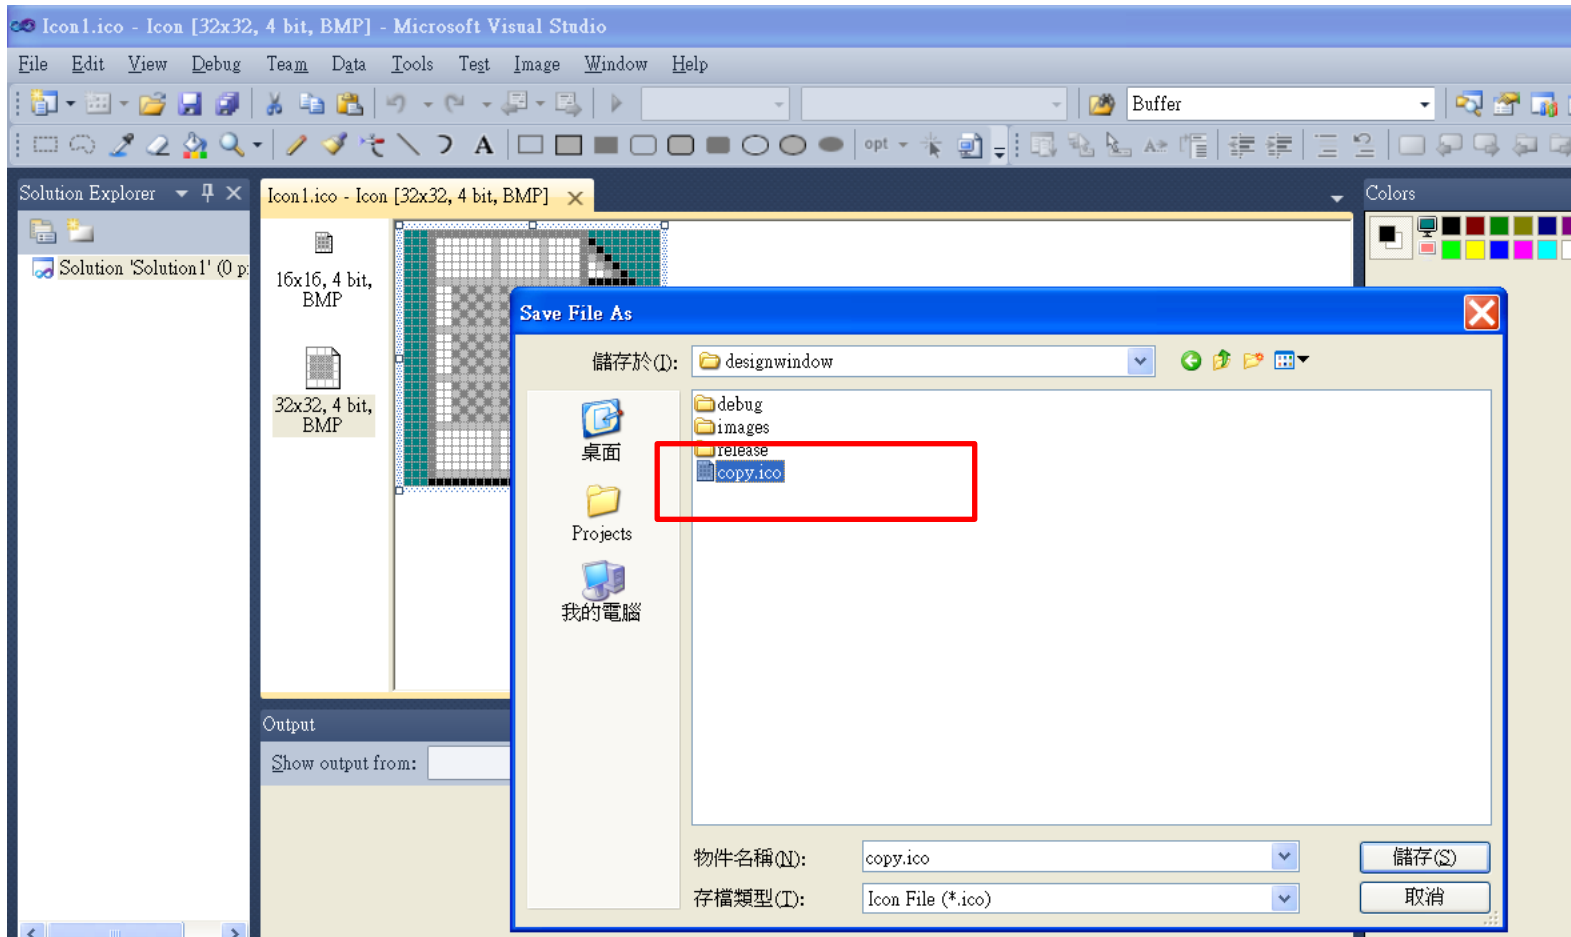 Icon1.ico - Icon [32x32, 4 bit, BMP] - Microsoft Visual Studio
File Edit View Debug Team Data Tools Test Image Window Help
Buffer
A opt
Solution Explorer
Icon1.ico - Icon [32x32, 4 bit, BMP]
Colors
Solution 'Solution1' (0 p
16x16, 4 bit,
BMP
32x32, 4 bit,
BMP
Save File As
儲存於(I):
designwindow
桌面
Projects
我的電腦
debug
images
release
copy.ico
Output
Show output from:
物件名稱(N):
copy.ico
儲存(S)
存檔類型(T):
Icon File (*.ico)
取消